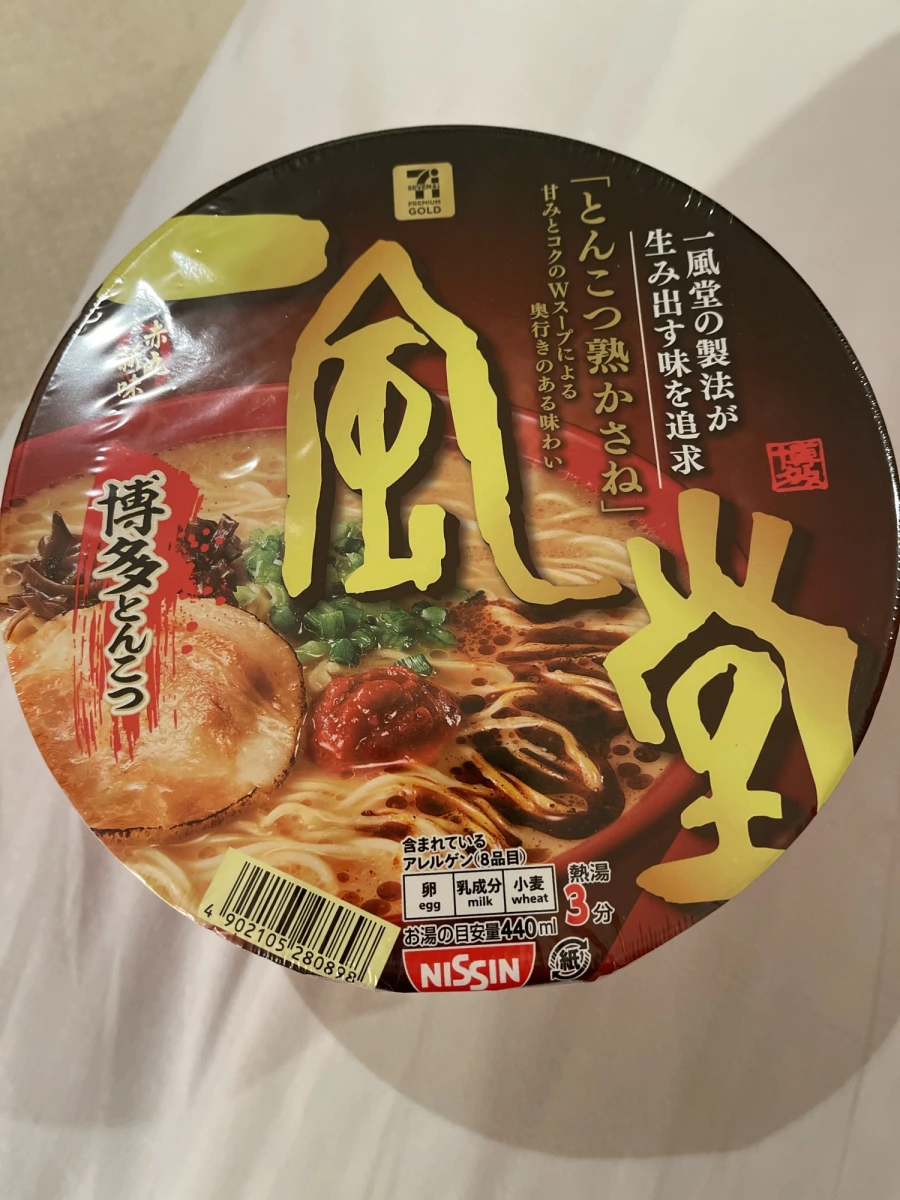 SEVEN&i
PREMIUM
GOLD
一風堂の製法が
生み出す味を追求
「とんこつ熟かさね」
甘みとコクのWスープによる
奥行きのある味わい
一風堂
博多
博多とんこつ
含まれている
アレルゲン(8品目)
卵 乳成分 小麦
egg milk wheat
お湯の目安量440ml
熱湯
3分
NISSIN
紙
4 902105 280898